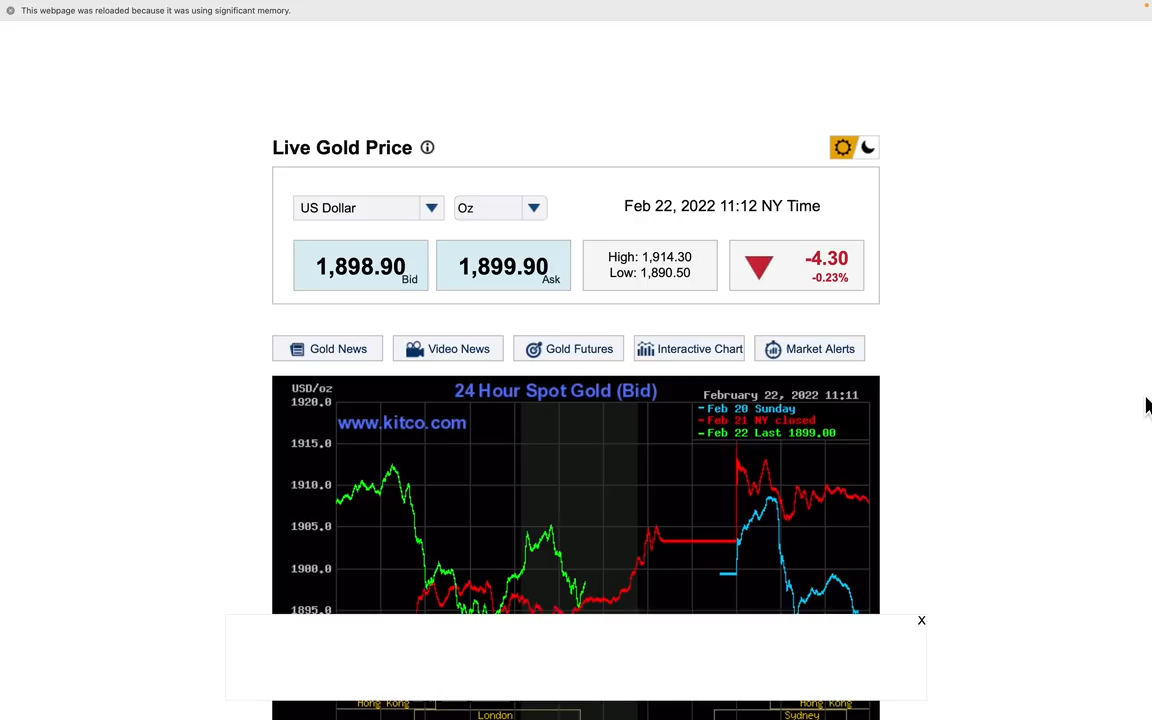 This webpage was reloaded because it was using significant memory.
Live Gold Price
US Dollar
Oz
Feb 22, 2022 11:12 NY Time
1,898.90 Bid
1,899.90 Ask
High: 1,914.30
Low: 1,890.50
-4.30
-0.23%
Gold News
Video News
Gold Futures
Interactive Chart
Market Alerts
USD/oz
24 Hour Spot Gold (Bid)
February 22, 2022 11:11
www.kitco.com
Feb 20 Sunday
Feb 21 NY closed
Feb 22 Last 1899.00
1920.0
1915.0
1910.0
1905.0
1900.0
1895.0
X
Hong Kong
Hong Kong
London
Sydney